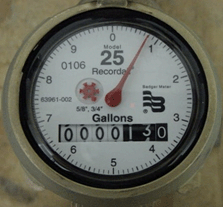 0
9 1
Model
25
8 2
0106 Recordall
Badger Meter
7 3
63961-002
5/8", 3/4"
Gallons
0000130
6 4
5